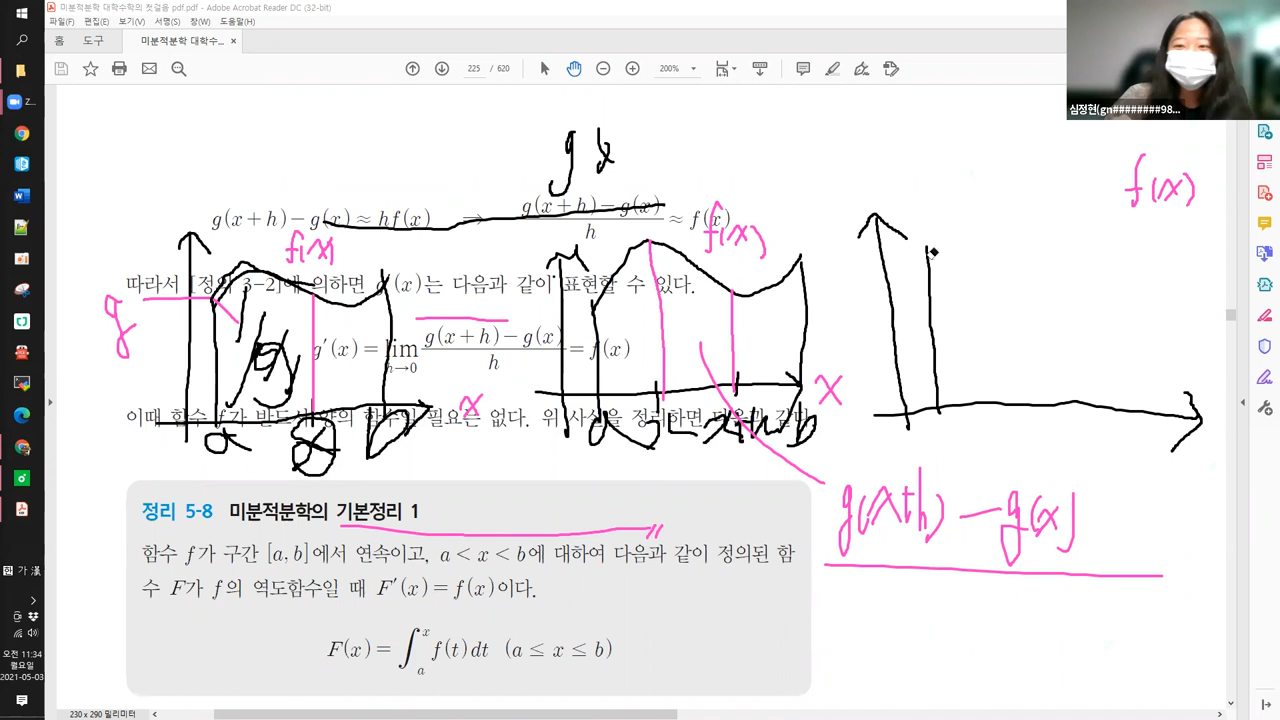 미분적분학 대학수학의 첫걸음 pdf.pdf - Adobe Acrobat Reader DC (32-bit)
파일(F) 편집(E) 보기(V) 서명(S) 창(W) 도움말(H)
홈 도구 미분적분학 대학수... ×
225 / 620 200%
심정현(gn########98...
Z...
g x
f(x)
g(x+h)−g(x)≈hf(x) ⇒ g(x+h)−g(x) / h ≈ f(x)
f(x) f(x)
따라서 [정의 3-2]에 의하면 g′(x)는 다음과 같이 표현할 수 있다.
g
g′(x) = lim h→0 g(x+h)−g(x) / h = f(x)
x x
이때 함수 f가 반드시 양의 함수일 필요는 없다. 위 사실을 정리하면 다음과 같다.
a x b a x x+h b
g(x+h) − g(x)
정리 5-8 미분적분학의 기본정리 1
함수 f가 구간 [a, b]에서 연속이고, a < x < b에 대하여 다음과 같이 정의된 함
수 F가 f의 역도함수일 때 F′(x) = f(x)이다.
F(x) = ∫ₐˣ f(t)dt (a ≤ x ≤ b)
한 가 漢
오전 11:34
월요일
2021-05-03
230 x 290 밀리미터